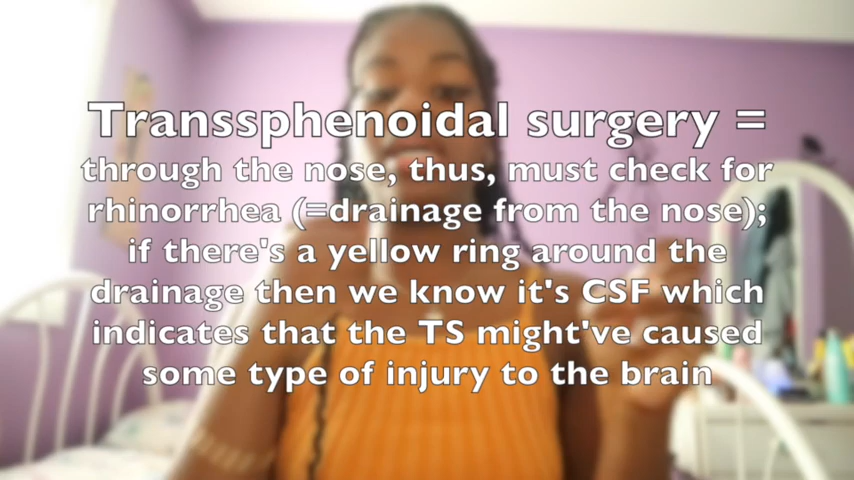 Transsphenoidal surgery =
through the nose, thus, must check for
rhinorrhea (=drainage from the nose);
if there's a yellow ring around the
drainage then we know it's CSF which
indicates that the TS might've caused
some type of injury to the brain